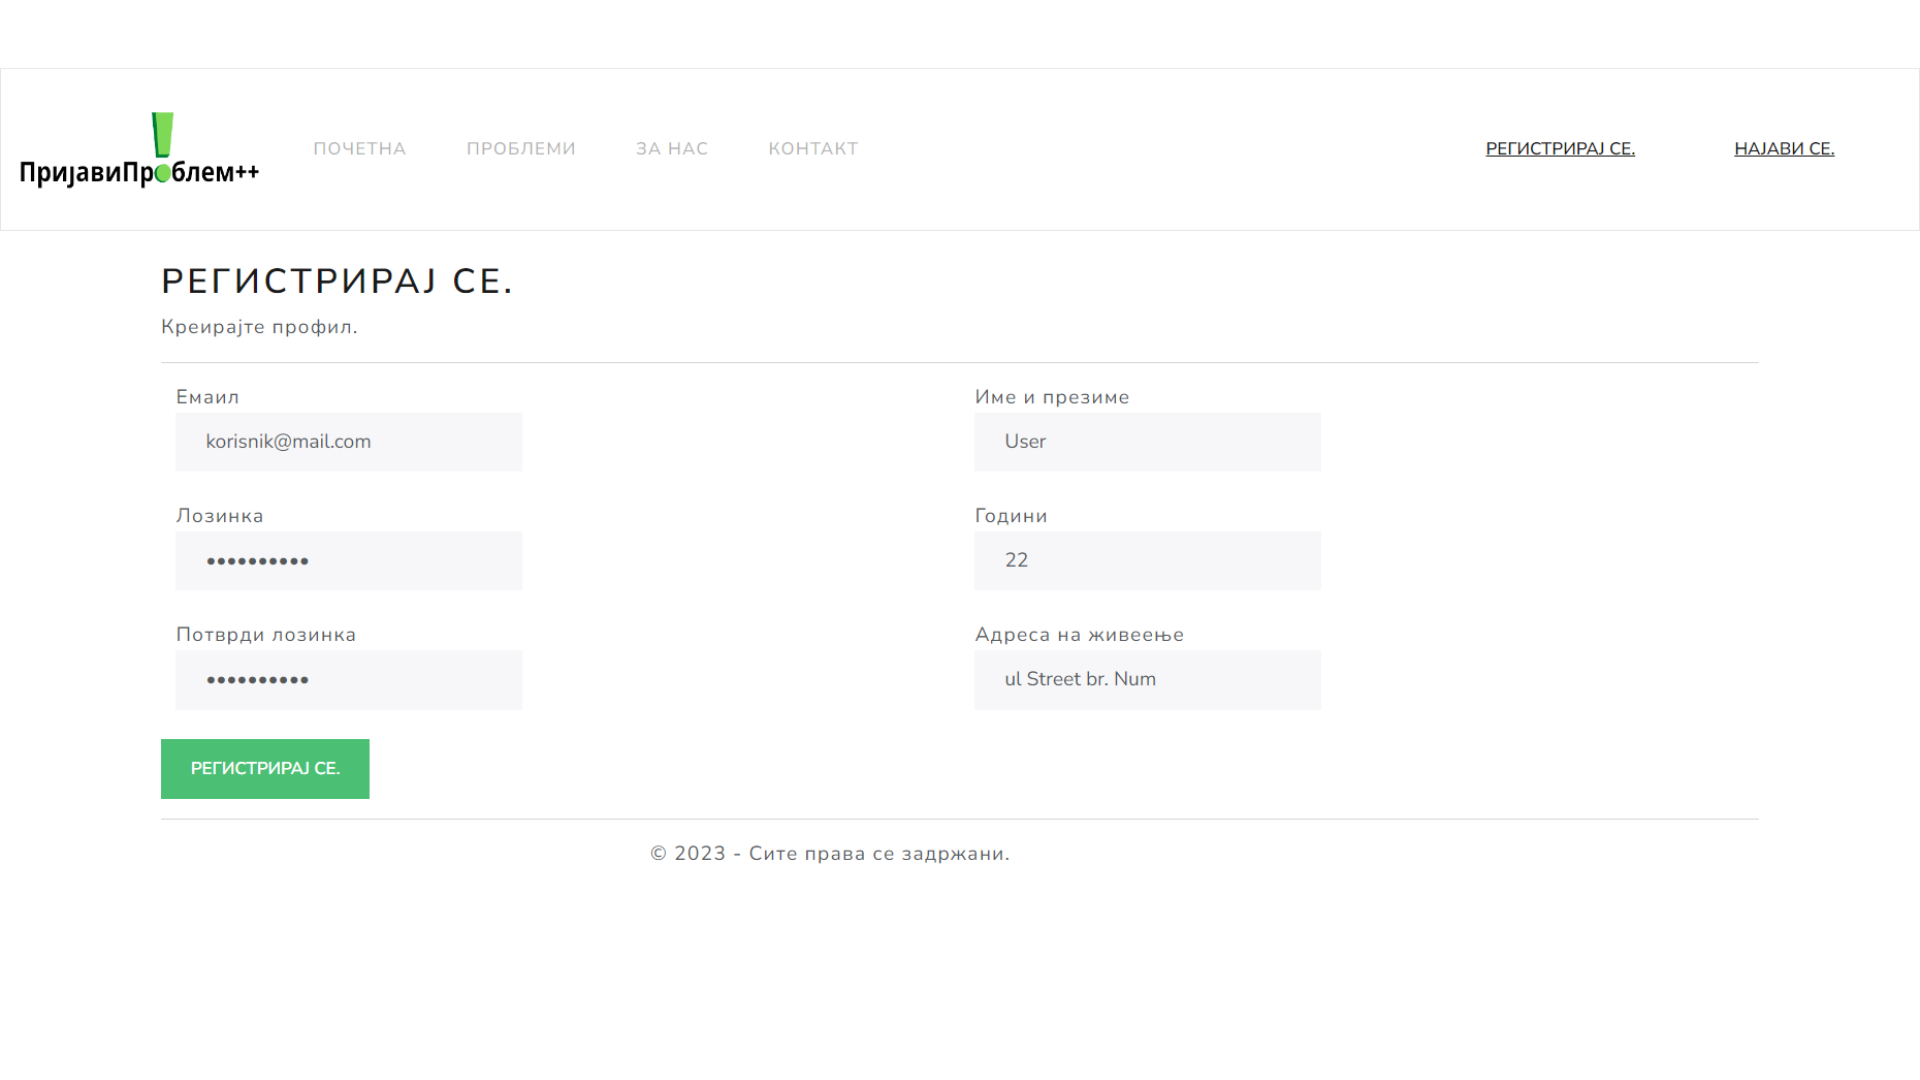 ПријавиПроблем++
ПОЧЕТНА ПРОБЛЕМИ ЗА НАС КОНТАКТ РЕГИСТРИРАЈ СЕ. НАЈАВИ СЕ.
РЕГИСТРИРАЈ СЕ.
Креирајте профил.
Емаил
korisnik@mail.com
Име и презиме
User
Лозинка
••••••••••
Години
22
Потврди лозинка
••••••••••
Адреса на живеење
ul Street br. Num
РЕГИСТРИРАЈ СЕ.
© 2023 - Сите права се задржани.